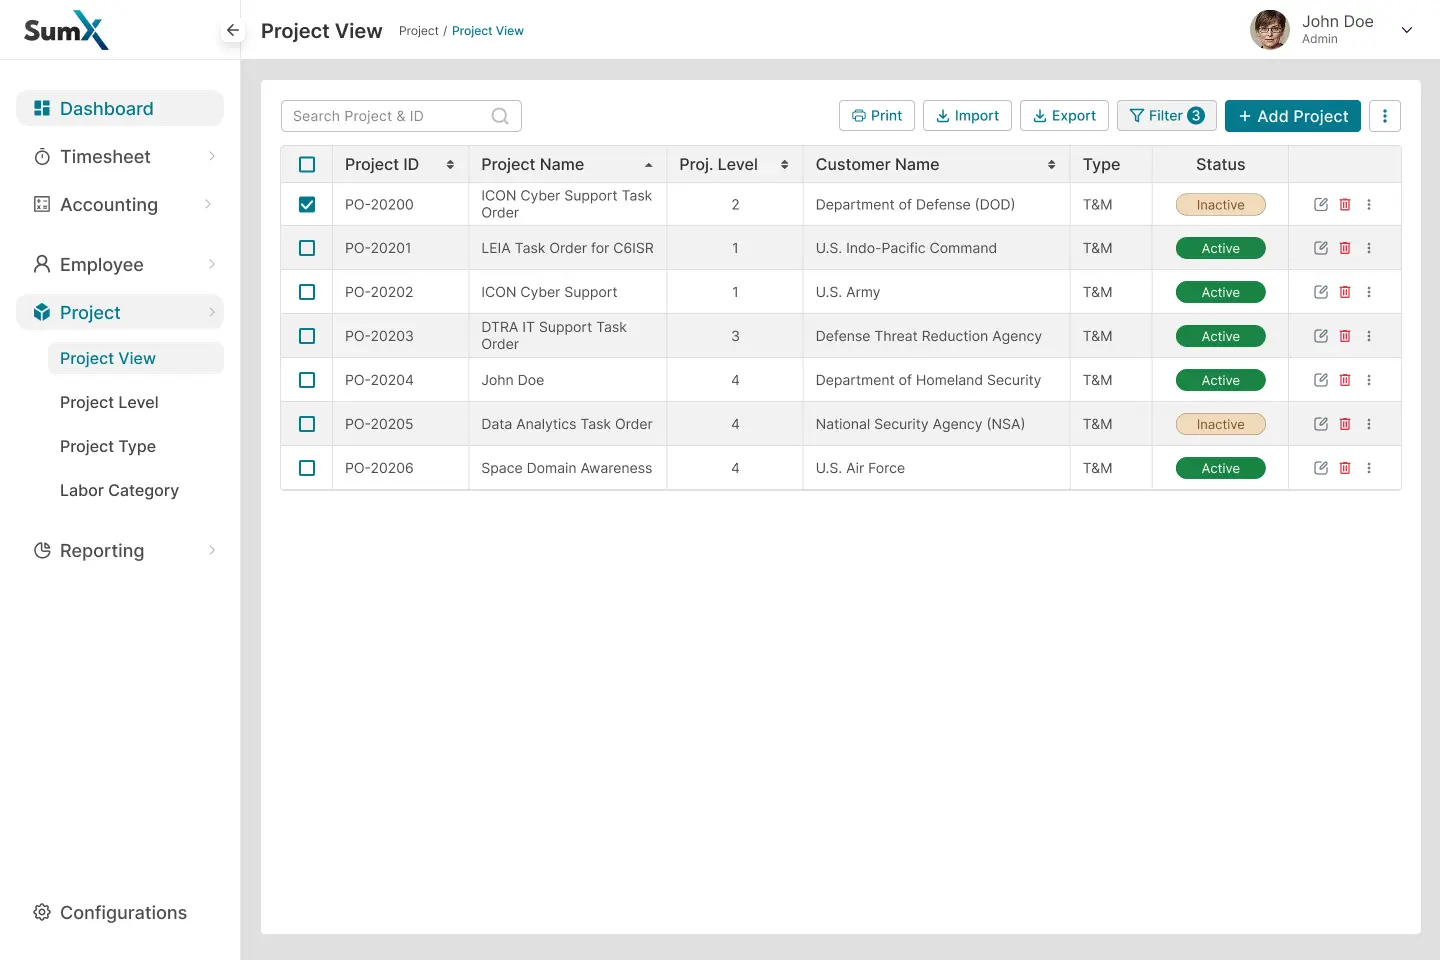 SumX
Project View
Project / Project View
John Doe
Admin
Dashboard
Timesheet
Accounting
Employee
Project
Project View
Project Level
Project Type
Labor Category
Reporting
Configurations
Search Project & ID
Print
Import
Export
Filter 3
+ Add Project
Project ID Project Name Proj. Level Customer Name Type Status
PO-20200 ICON Cyber Support Task
Order 2 Department of Defense (DOD) T&M Inactive
PO-20201 LEIA Task Order for C6ISR 1 U.S. Indo-Pacific Command T&M Active
PO-20202 ICON Cyber Support 1 U.S. Army T&M Active
PO-20203 DTRA IT Support Task
Order 3 Defense Threat Reduction Agency T&M Active
PO-20204 John Doe 4 Department of Homeland Security T&M Active
PO-20205 Data Analytics Task Order 4 National Security Agency (NSA) T&M Inactive
PO-20206 Space Domain Awareness 4 U.S. Air Force T&M Active